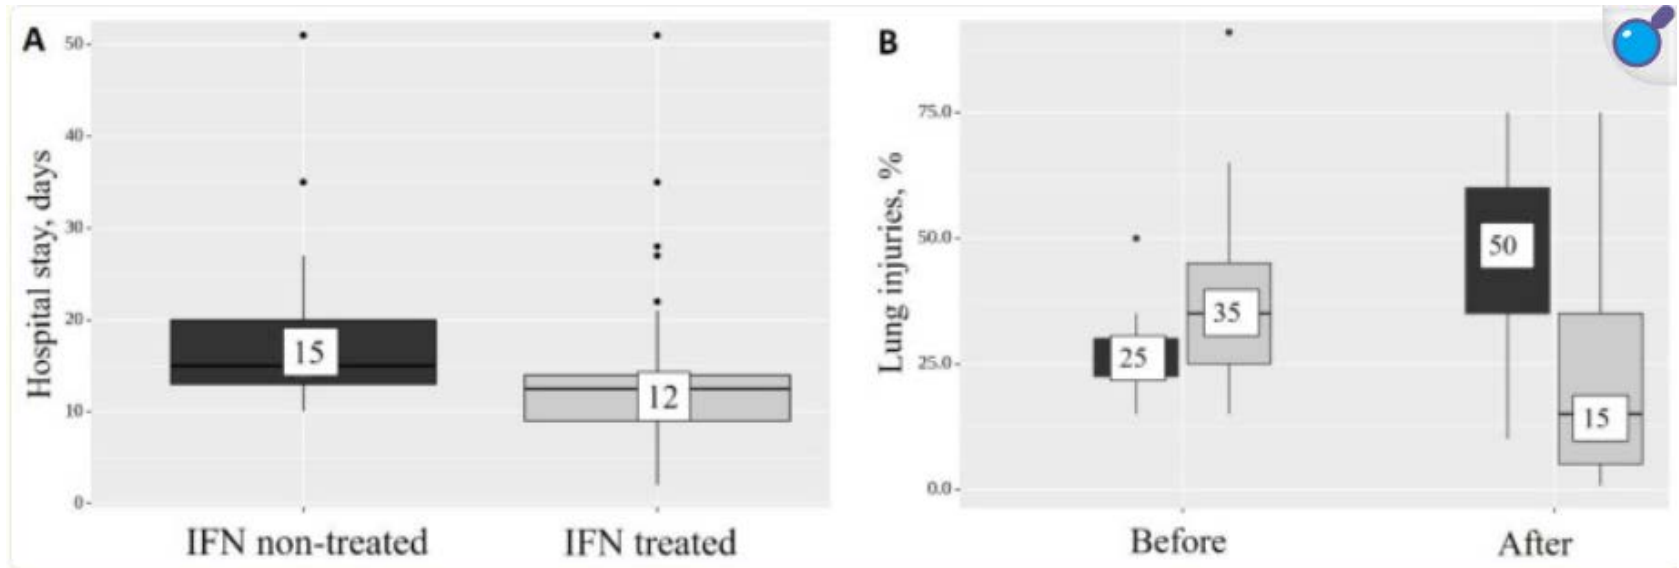 A
Hospital stay, days
50
40
30
20
10
0
15
12
IFN non-treated
IFN treated
B
Lung injuries, %
75.0
50.0
25.0
0.0
25
35
50
15
Before
After